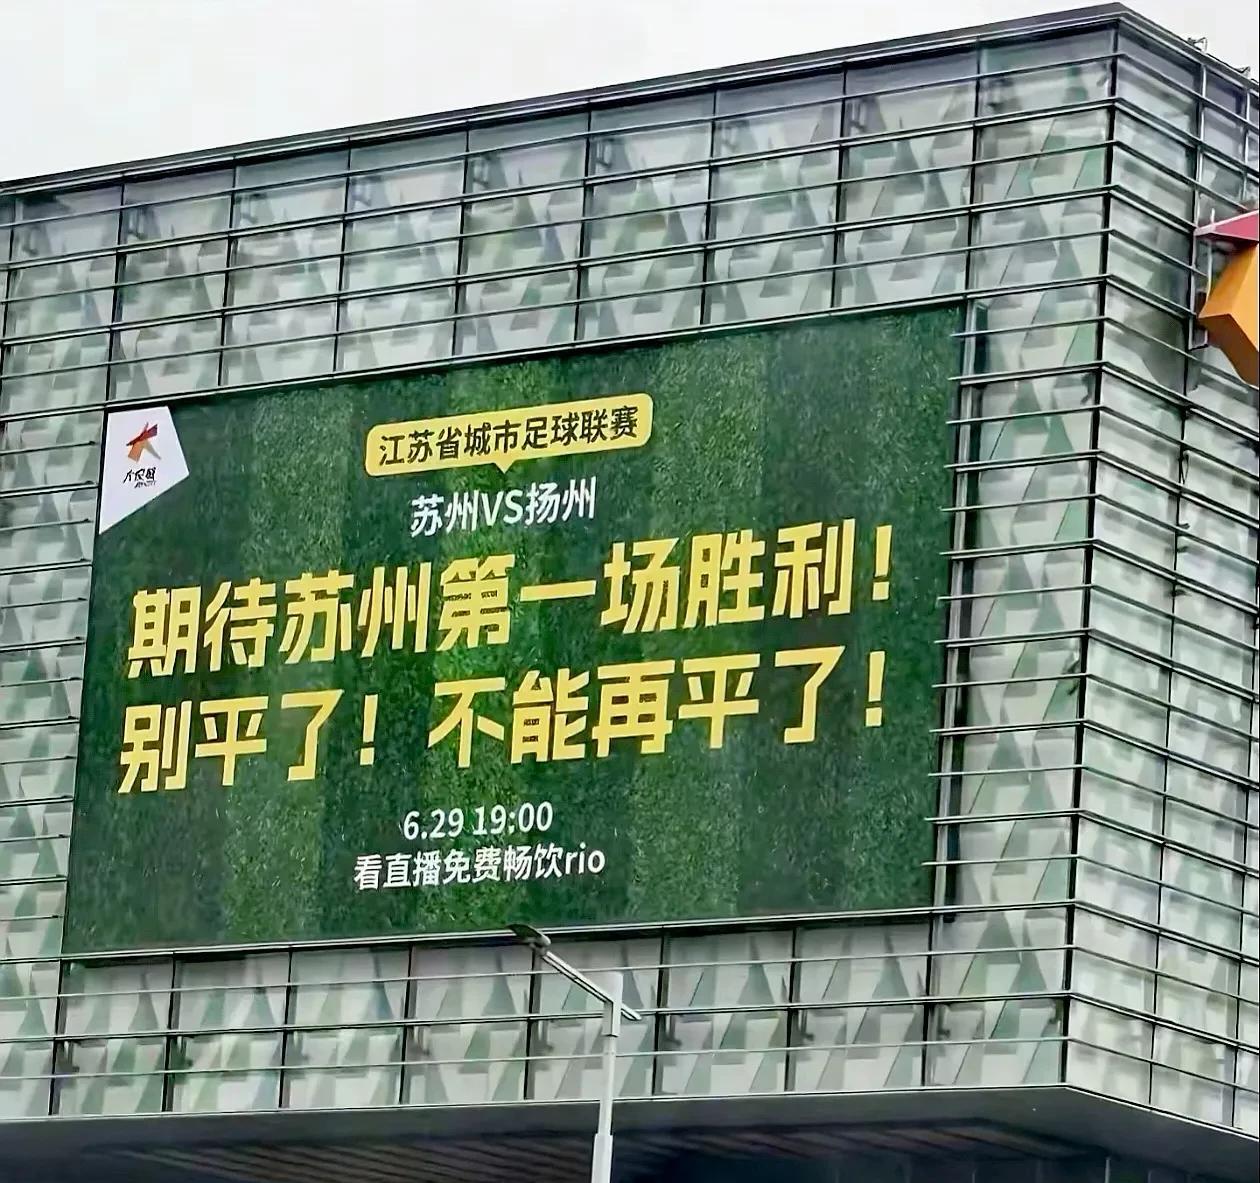 江苏省城市足球联赛
苏州VS扬州
期待苏州第一场胜利！
别平了！不能再平了！
6.29 19:00
看直播免费畅饮rio